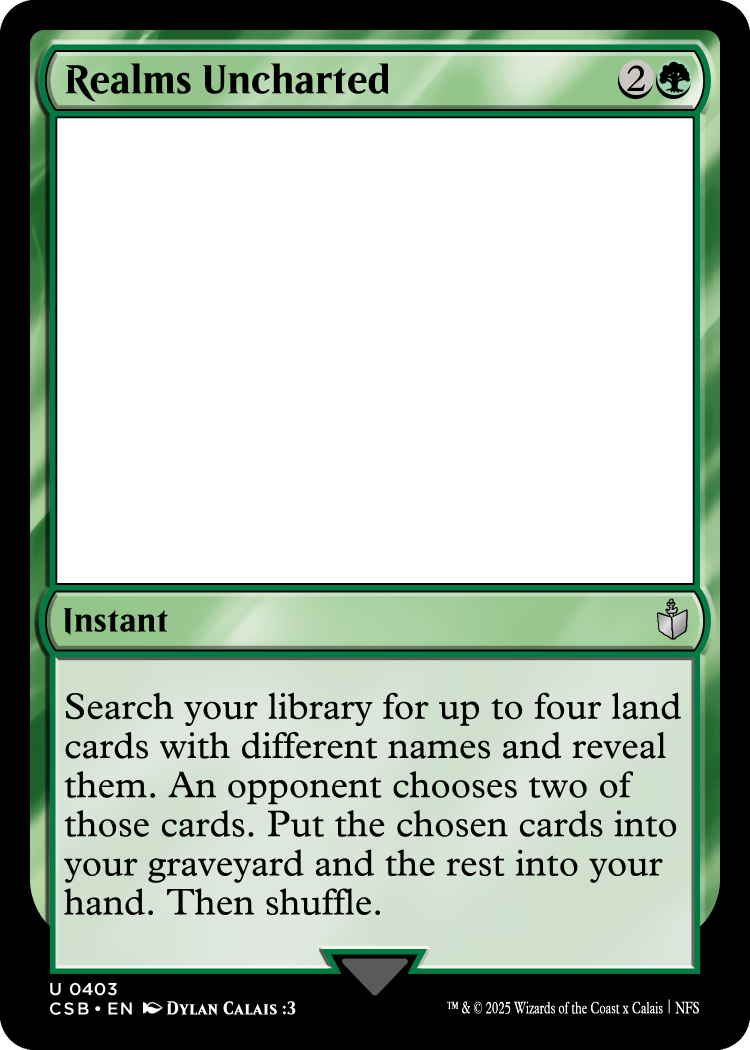 Realms Uncharted 2
Instant
Search your library for up to four land
cards with different names and reveal
them. An opponent chooses two of
those cards. Put the chosen cards into
your graveyard and the rest into your
hand. Then shuffle.
U 0403
CSB • EN DYLAN CALAIS :3
™ & © 2025 Wizards of the Coast x Calais | NFS